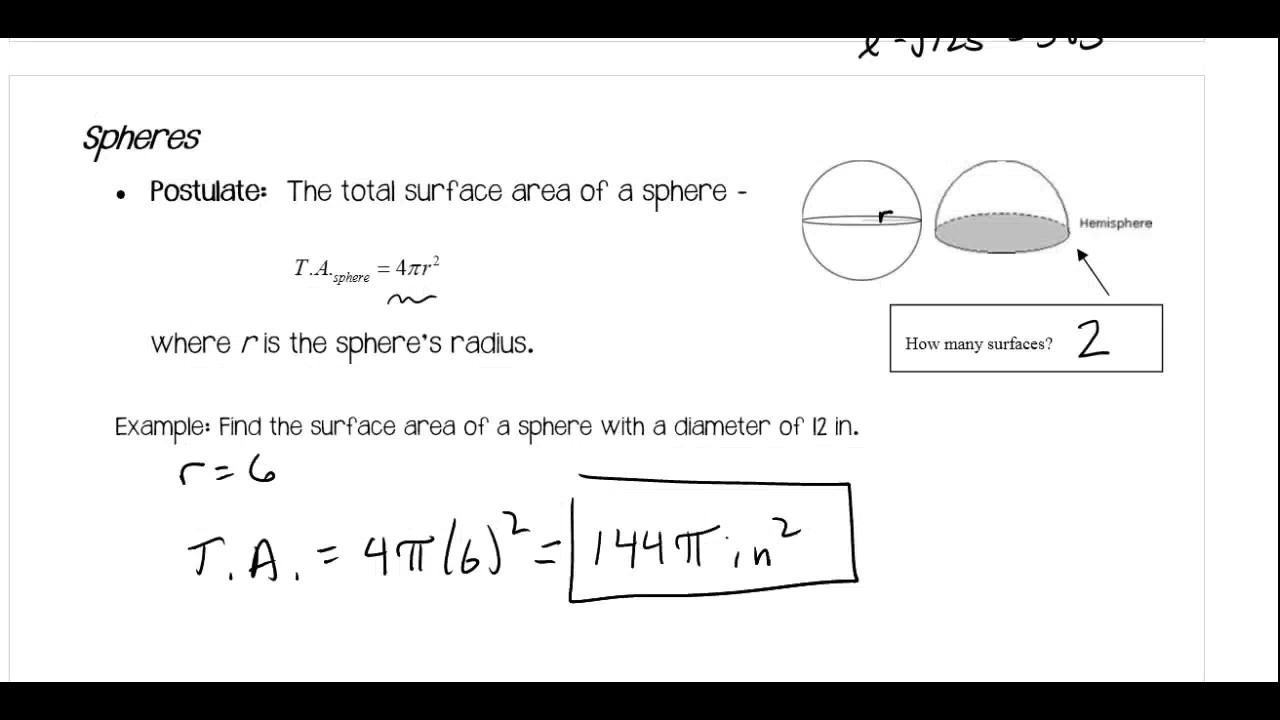 Spheres
• Postulate: The total surface area of a sphere -
r
Hemisphere
T.A.sphere = 4πr²
How many surfaces? 2
where r is the sphere's radius.
Example: Find the surface area of a sphere with a diameter of 12 in.
r = 6
T.A. = 4π(6)² = 144π in²